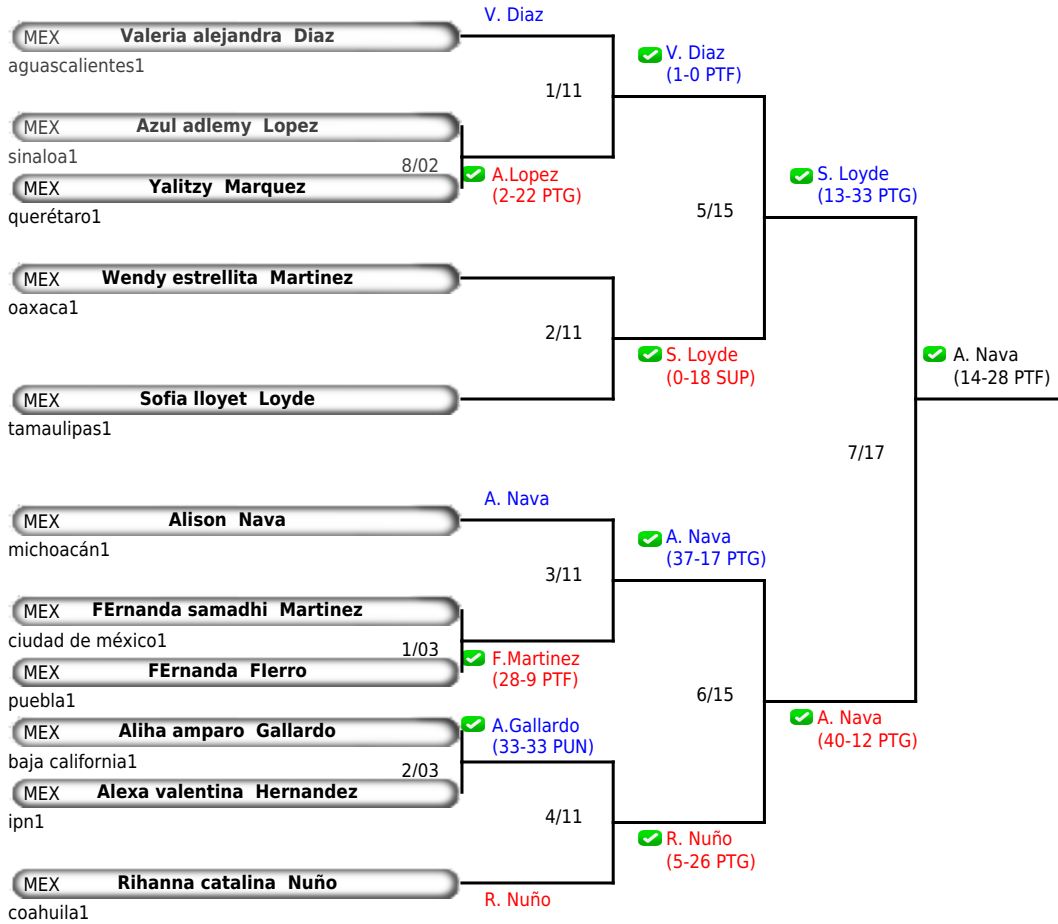 V. Diaz
MEX Valeria alejandra Diaz
aguascalientes1
V. Diaz
(1-0 PTF)
1/11
MEX Azul adlemy Lopez
sinaloa1
8/02
A.Lopez
(2-22 PTG)
MEX Yalitzy Marquez
querétaro1
S. Loyde
(13-33 PTG)
5/15
MEX Wendy estrellita Martinez
oaxaca1
2/11
S. Loyde
(0-18 SUP)
A. Nava
(14-28 PTF)
MEX Sofia lloyet Loyde
tamaulipas1
7/17
A. Nava
MEX Alison Nava
michoacán1
A. Nava
(37-17 PTG)
3/11
MEX FErnanda samadhi Martinez
ciudad de méxico1
1/03
F.Martinez
(28-9 PTF)
MEX FErnanda FIerro
puebla1
6/15
A. Nava
(40-12 PTG)
MEX Aliha amparo Gallardo
baja california1
A.Gallardo
(33-33 PUN)
2/03
MEX Alexa valentina Hernandez
ipn1
4/11
R. Nuño
(5-26 PTG)
MEX Rihanna catalina Nuño
coahuila1
R. Nuño